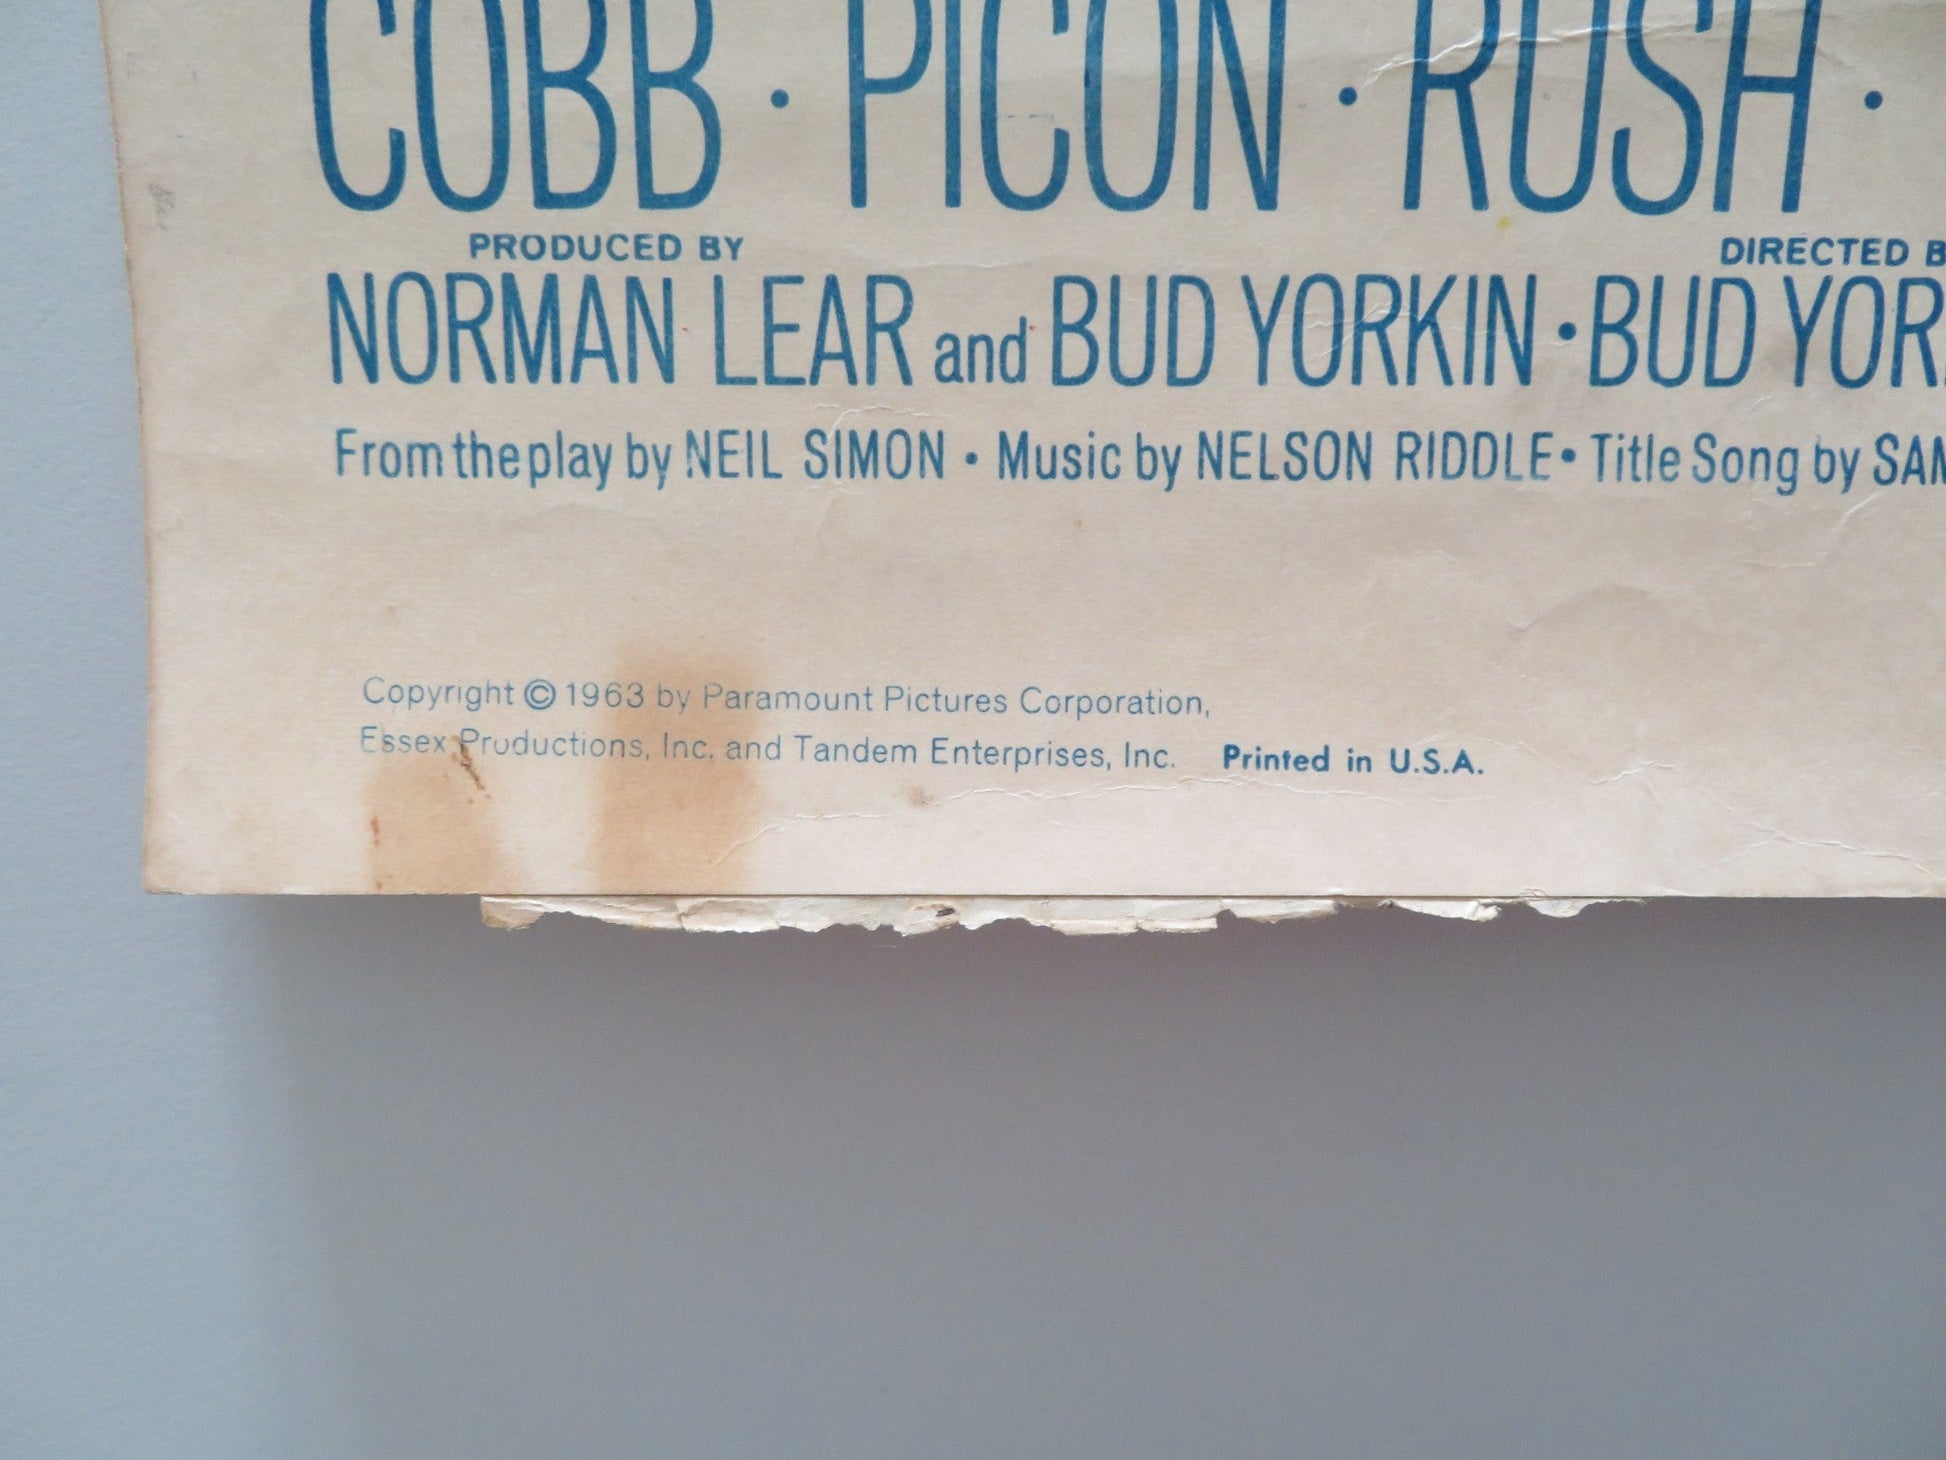 COBB · PICON · RUSH ·
PRODUCED BY DIRECTED B
NORMAN LEAR and BUD YORKIN · BUD YOR
From the play by NEIL SIMON · Music by NELSON RIDDLE · Title Song by SAM
Copyright © 1963 by Paramount Pictures Corporation,
Essex Productions, Inc. and Tandem Enterprises, Inc. Printed in U.S.A.